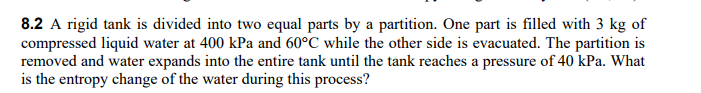 8.2 A rigid tank is divided into two equal parts by a partition. One part is filled with 3 kg of
compressed liquid water at 400 kPa and 60°C while the other side is evacuated. The partition is
removed and water expands into the entire tank until the tank reaches a pressure of 40 kPa. What
is the entropy change of the water during this process?